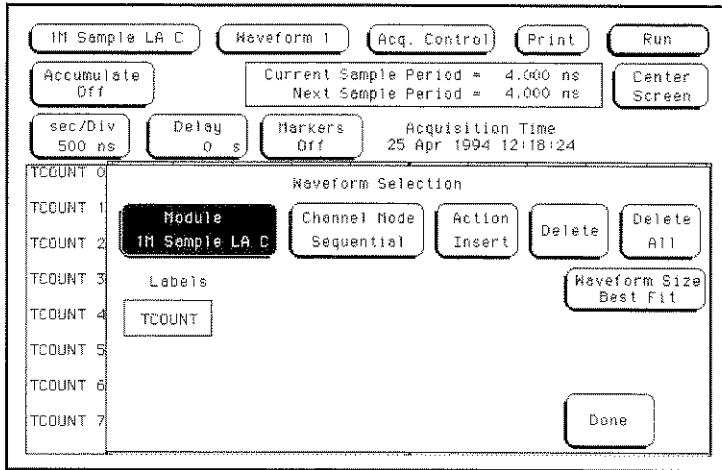 1M Sample LA C
Waveform 1
Acq. Control
Print
Run
Accumulate
Off
Current Sample Period = 4.000 ns
Next Sample Period = 4.000 ns
Center
Screen
sec/Div
500 ns
Delay
0 s
Markers
Off
Acquisition Time
25 Apr 1994 12:18:24
TCOUNT 0
TCOUNT 1
TCOUNT 2
TCOUNT 3
TCOUNT 4
TCOUNT 5
TCOUNT 6
TCOUNT 7
Waveform Selection
Module
1M Sample LA C
Channel Mode
Sequential
Action
Insert
Delete
Delete
All
Labels
TCOUNT
Waveform Size
Best Fit
Done